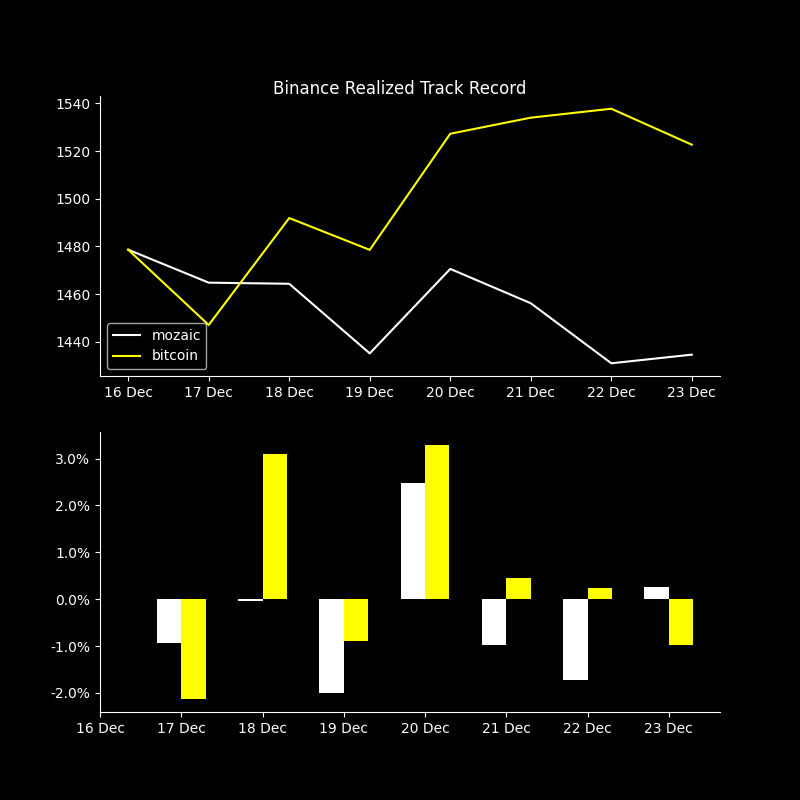 Binance Realized Track Record
1540
1520
1500
1480
1460
1440
mozaic
bitcoin
16 Dec 17 Dec 18 Dec 19 Dec 20 Dec 21 Dec 22 Dec 23 Dec
3.0%
2.0%
1.0%
0.0%
-1.0%
-2.0%
16 Dec 17 Dec 18 Dec 19 Dec 20 Dec 21 Dec 22 Dec 23 Dec